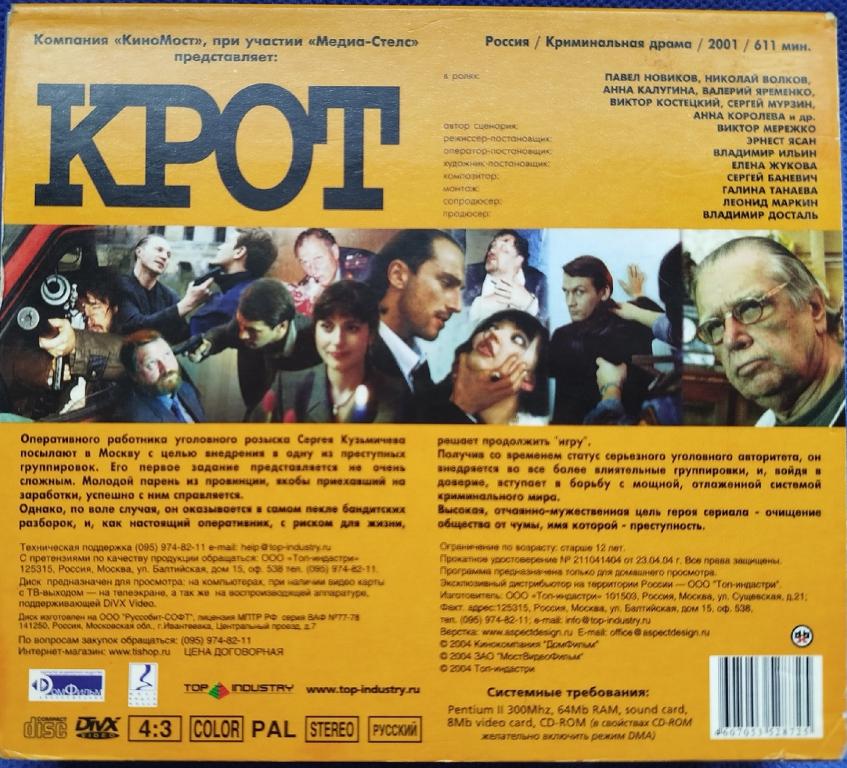 Компания «КиноМост», при участии «Медиа-Стелс»
представляет:
КРОТ
Россия / Криминальная драма / 2001 / 611 мин.
в ролях: ПАВЕЛ НОВИКОВ, НИКОЛАЙ ВОЛКОВ,
АННА КАЛУГИНА, ВАЛЕРИЙ ЯРЕМЕНКО,
ВИКТОР КОСТЕЦКИЙ, СЕРГЕЙ МУРЗИН,
АННА КОРОЛЕВА и др.
автор сценария: ВИКТОР МЕРЕЖКО
режиссер-постановщик: ЭРНЕСТ ЯСАН
оператор-постановщик: ВЛАДИМИР ИЛЬИН
художник-постановщик: ЕЛЕНА ЖУКОВА
композитор: СЕРГЕЙ БАНЕВИЧ
монтаж: ГАЛИНА ТАНАЕВА
сопродюсер: ЛЕОНИД МАРКИН
продюсер: ВЛАДИМИР ДОСТАЛЬ
Оперативного работника уголовного розыска Сергея Кузьмичева
посылают в Москву с целью внедрения в одну из преступных
группировок. Его первое задание представляется не очень
сложным. Молодой парень из провинции, якобы приехавший на
заработки, успешно с ним справляется.
Однако, по воле случая, он оказывается в самом пекле бандитских
разборок, и, как настоящий оперативник, с риском для жизни,
решает продолжить "игру".
Получив со временем статус серьезного уголовного авторитета, он
внедряется во все более влиятельные группировки, и, войдя в
доверие, вступает в борьбу с мощной, отлаженной системой
криминального мира.
Высокая, отчаянно-мужественная цель героя сериала - очищение
общества от чумы, имя которой - преступность.
Техническая поддержка (095) 974-82-11 e-mail: help@top-industry.ru
С претензиями по качеству продукции обращаться: ООО «Топ-индастри»
125315, Россия, Москва, ул. Балтийская, дом 15, оф. 538 тел. (095) 974-82-11.
Диск предназначен для просмотра: на компьютерах, при наличии видео карты
с ТВ-выходом — на телеэкране, а так же на воспроизводящей аппаратуре,
поддерживающей DiVX Video.
Диск изготовлен на ООО "Руссобит-СОФТ", лицензия МПТР РФ серия ВАФ №77-78
141250, Россия, Московская обл., г.Ивантеевка, Центральный проезд, д.7
По вопросам закупок обращаться: (095) 974-82-11
Интернет-магазин: www.tishop.ru ЦЕНА ДОГОВОРНАЯ
Ограничение по возрасту: старше 12 лет.
Прокатное удостоверение № 211041404 от 23.04.04 г. Все права защищены.
Программа предназначена только для домашнего просмотра.
Эксклюзивный дистрибьютор на территории России — ООО "Топ-индастри".
Изготовитель: ООО «Топ-индастри» 101503, Россия, Москва, ул. Сущевская, д.21;
Факт. адрес:125315, Россия, Москва, ул. Балтийская, дом 15, оф. 538,
тел. (095) 974-82-11; e-mail: info@top-industry.ru
Верстка: www.aspectdesign.ru E-mail: office@aspectdesign.ru
© 2004 Кинокомпания "ДомФильм"
© 2004 ЗАО "МостВидеоФильм"
© 2004 Топ-индастри
ДомФильм
TOP INDUSTRY
www.top-industry.ru
Системные требования:
Pentium II 300Mhz, 64Mb RAM, sound card,
8Mb video card, CD-ROM (в свойствах CD-ROM
желательно включить режим DMA)
COMPACT disc DivX VIDEO 4:3 COLOR PAL STEREO РУССКИЙ
4607053528725